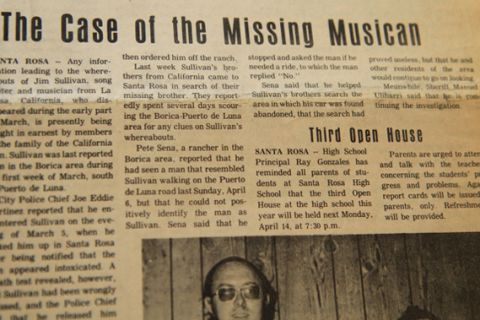 The Case of the Missing Musican
NTA ROSA — Any infor-
tion leading to the where-
outs of Jim Sullivan, song
iter and musician from La
sa, California, who dis-
peared during the early part
March, is presently being
ght in earnest by members
the family of the California
n. Sullivan was last reported
n in the Borica area during
first week of March, south
Puerto de Luna.
City Police Chief Joe Eddie
rtinez reported that he en-
ntered Sullivan on the eve-
g of March 5, when he
ted him up in Santa Rosa
r being notified that the
n appeared intoxicated. A
ath test revealed, however,
Sullivan had been wrongly
used, and the Police Chief
that he released him
then ordered him off the ranch.
Last week Sullivan's bro-
thers from California came to
Santa Rosa in search of their
missing brother. They report-
edly spent several days scour-
ing the Borica-Puerto de Luna
area for any clues on Sullivan's
whereabouts.
Pete Sena, a rancher in the
Borica area, reported that he
had seen a man that resembled
Sullivan walking on the Puerto
de Luna road last Sunday, April
6, but that he could not po-
sitively identify the man as
Sullivan. Sena said that he
stopped and asked the man if he
needed a ride, to which the man
replied "No."
Sena said that he helped
Sullivan's brothers search the
area in which his car was found
abandoned, that the search had
proved useless, but that he and
other residents of the area
would continue to go on looking.
Meanwhile, Sheriff
Ulibarri said that he is con-
tinuing the investigation
Third Open House
SANTA ROSA — High School
Principal Ray Gonzales has
reminded all parents of stu-
dents at Santa Rosa High
School that the third Open
House at the high school this
year will be held next Monday,
April 14, at 7:30 p.m.
Parents are urged to atten
and talk with the teache
concerning the students' p
gress and problems. Aga
report cards will be issued
parents, only. Refreshme
will be provided.